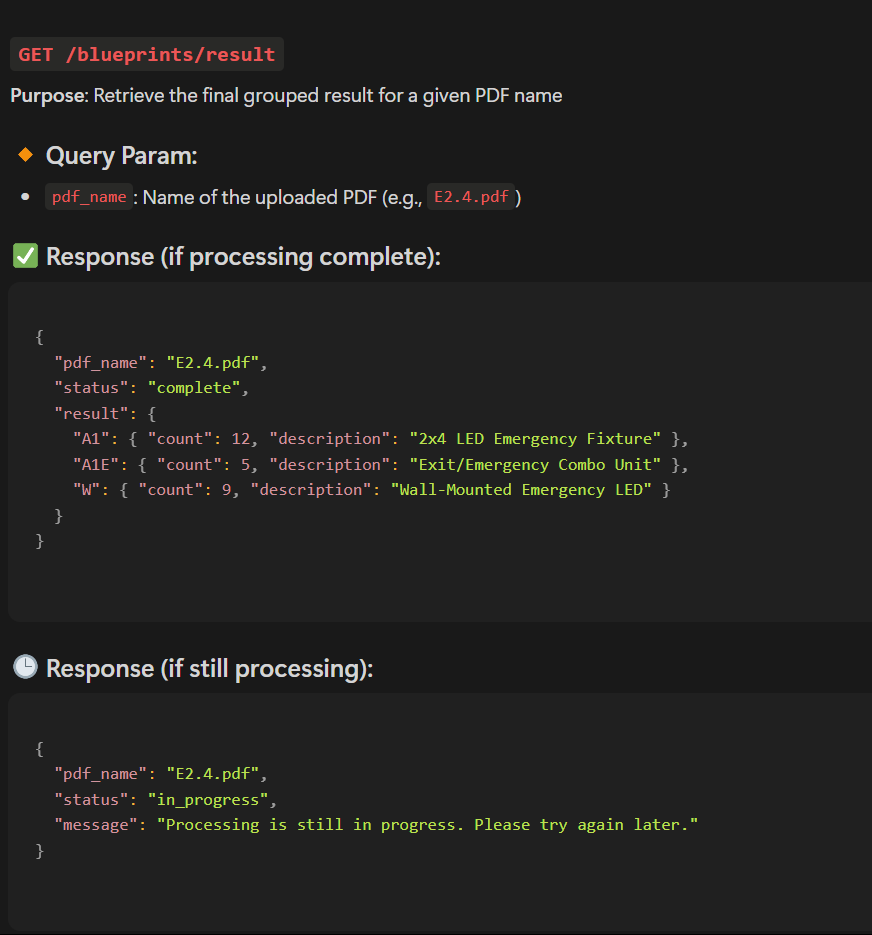 GET /blueprints/result
Purpose: Retrieve the final grouped result for a given PDF name
🔸 Query Param:
• pdf_name: Name of the uploaded PDF (e.g., E2.4.pdf)
✅ Response (if processing complete):
{
  "pdf_name": "E2.4.pdf",
  "status": "complete",
  "result": {
    "A1": { "count": 12, "description": "2x4 LED Emergency Fixture" },
    "A1E": { "count": 5, "description": "Exit/Emergency Combo Unit" },
    "W": { "count": 9, "description": "Wall-Mounted Emergency LED" }
  }
}
🕒 Response (if still processing):
{
  "pdf_name": "E2.4.pdf",
  "status": "in_progress",
  "message": "Processing is still in progress. Please try again later."
}